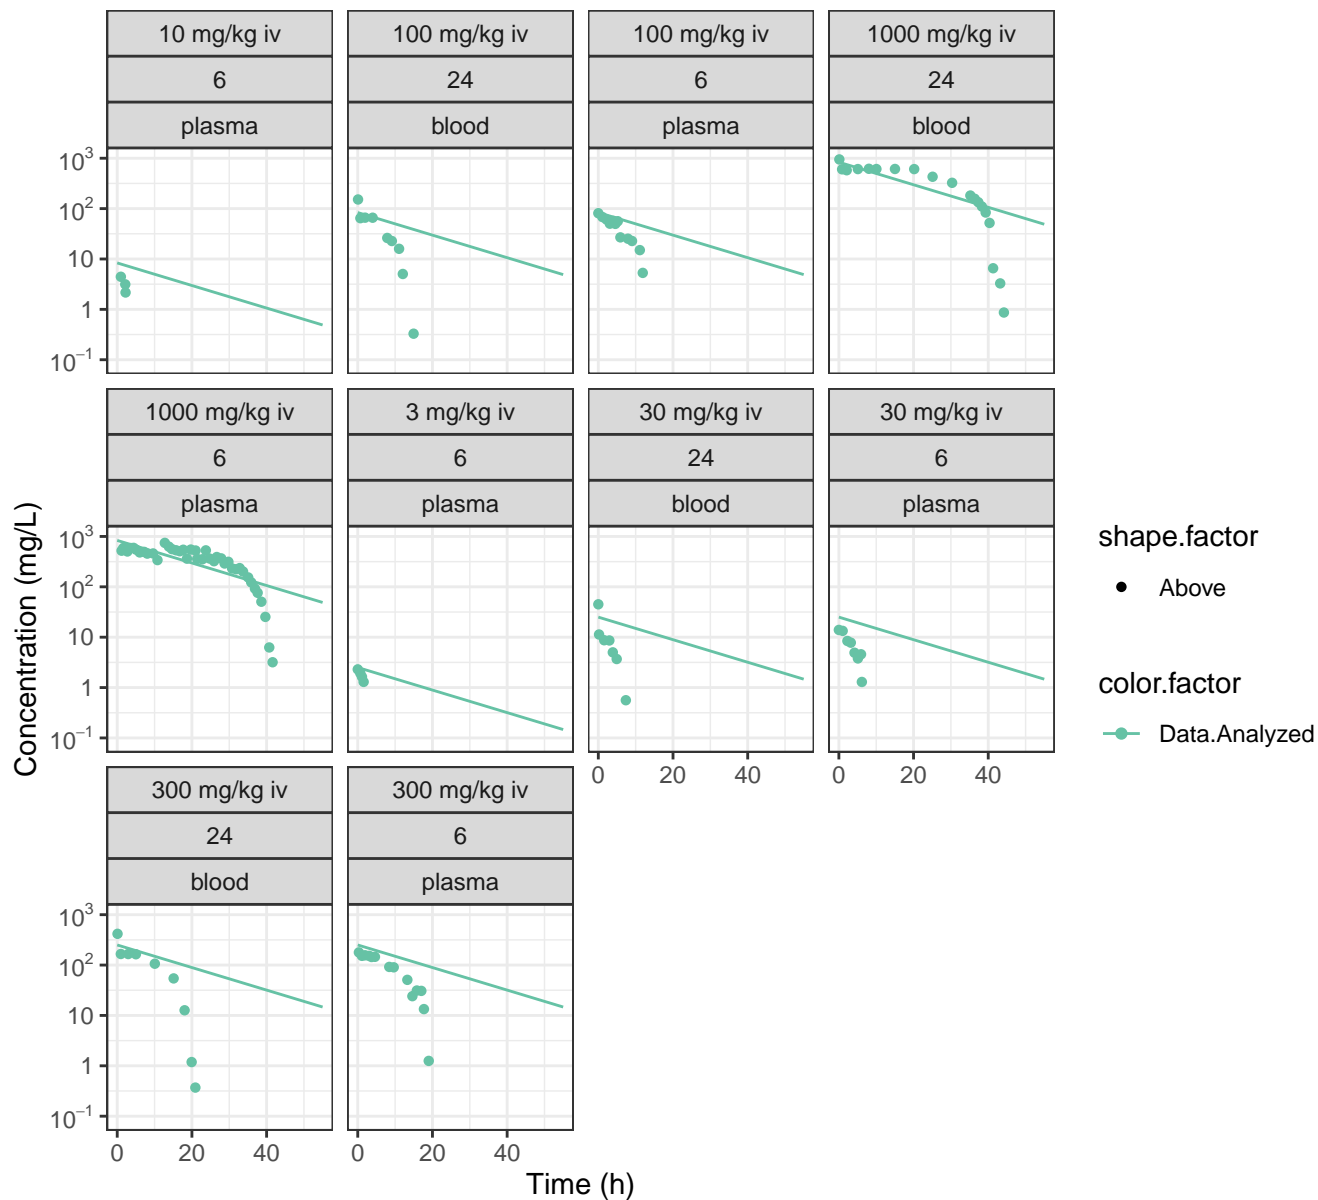 10 mg/kg iv
6
plasma
100 mg/kg iv
24
blood
100 mg/kg iv
6
plasma
1000 mg/kg iv
24
blood
10³
10²
10
1
10⁻¹
1000 mg/kg iv
6
plasma
3 mg/kg iv
6
plasma
30 mg/kg iv
24
blood
30 mg/kg iv
6
plasma
10³
10²
10
1
10⁻¹
0 20 40
0 20 40
300 mg/kg iv
24
blood
300 mg/kg iv
6
plasma
10³
10²
10
1
10⁻¹
0 20 40
0 20 40
Concentration (mg/L)
Time (h)
shape.factor
Above
color.factor
Data.Analyzed